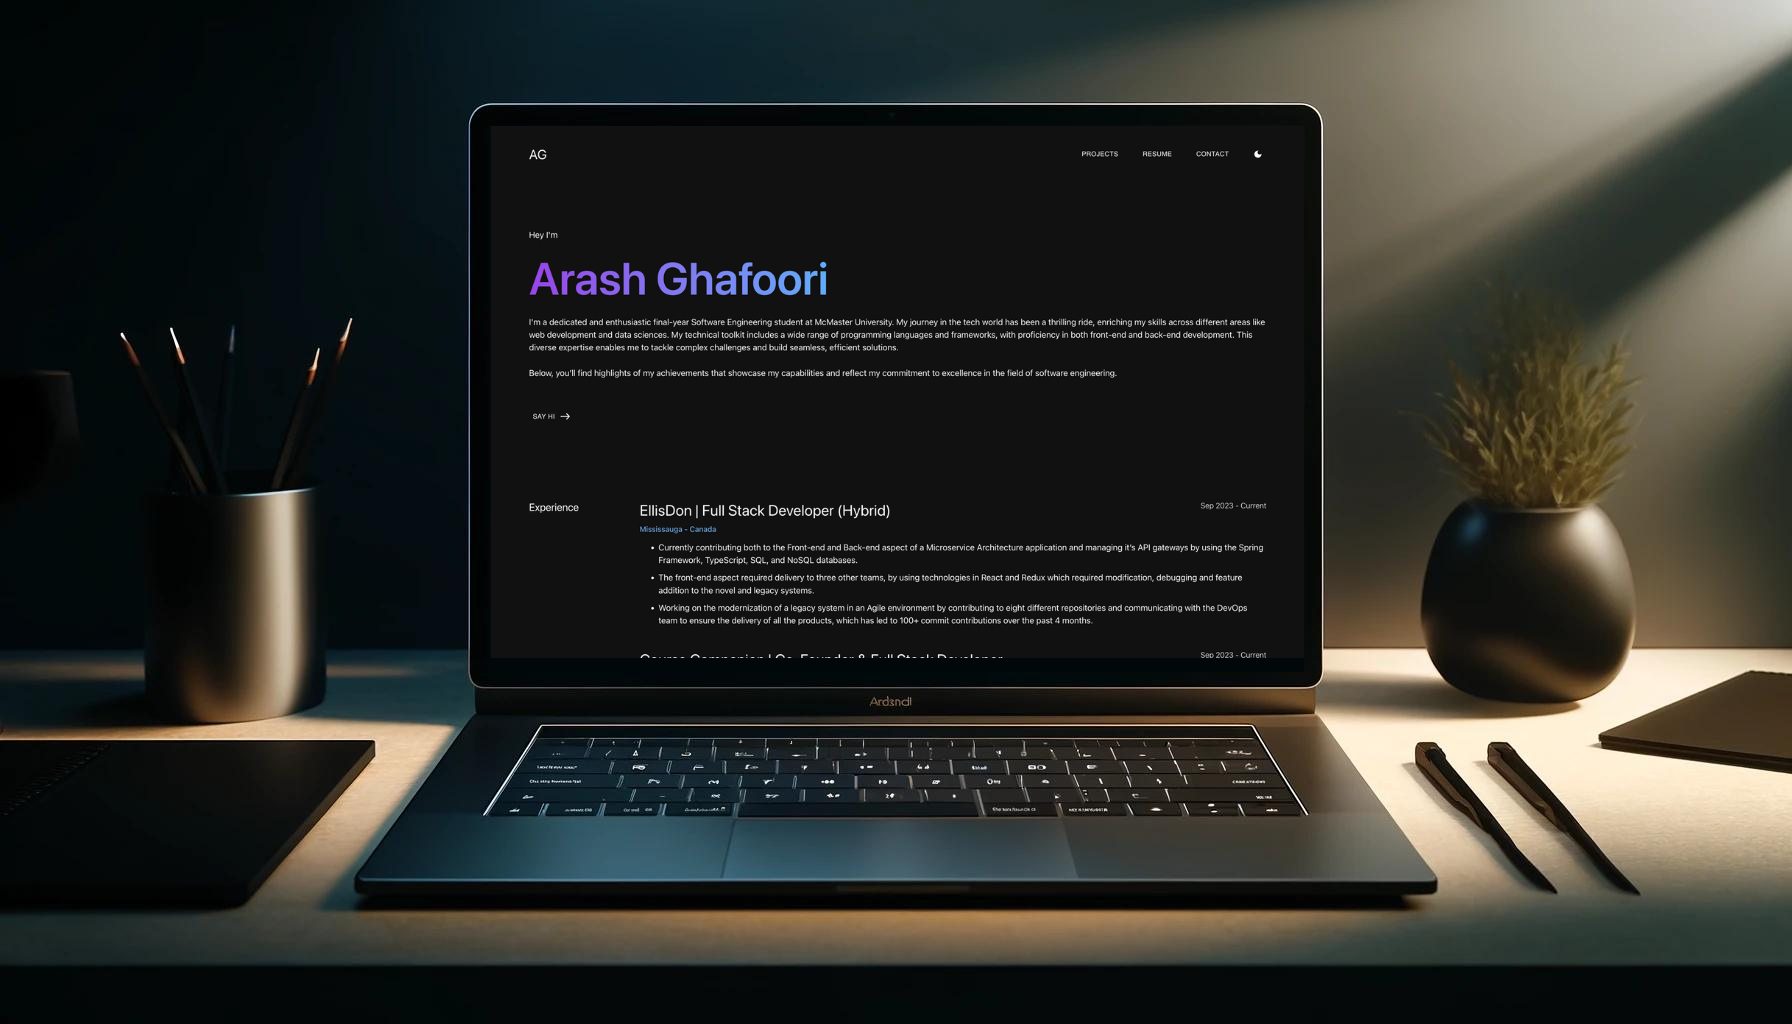 AG
PROJECTS RESUME CONTACT
Hey I'm
Arash Ghafoori
I'm a dedicated and enthusiastic final-year Software Engineering student at McMaster University. My journey in the tech world has been a thrilling ride, enriching my skills across different areas like
web development and data sciences. My technical toolkit includes a wide range of programming languages and frameworks, with proficiency in both front-end and back-end development. This
diverse expertise enables me to tackle complex challenges and build seamless, efficient solutions.
Below, you'll find highlights of my achievements that showcase my capabilities and reflect my commitment to excellence in the field of software engineering.
SAY HI →
Experience
EllisDon | Full Stack Developer (Hybrid)
Sep 2023 - Current
Mississauga - Canada
• Currently contributing both to the Front-end and Back-end aspect of a Microservice Architecture application and managing it's API gateways by using the Spring
Framework, TypeScript, SQL, and NoSQL databases.
• The front-end aspect required delivery to three other teams, by using technologies in React and Redux which required modification, debugging and feature
addition to the novel and legacy systems.
• Working on the modernization of a legacy system in an Agile environment by contributing to eight different repositories and communicating with the DevOps
team to ensure the delivery of all the products, which has led to 100+ commit contributions over the past 4 months.
Course Companion | Co-Founder & Full Stack Developer
Sep 2023 - Current